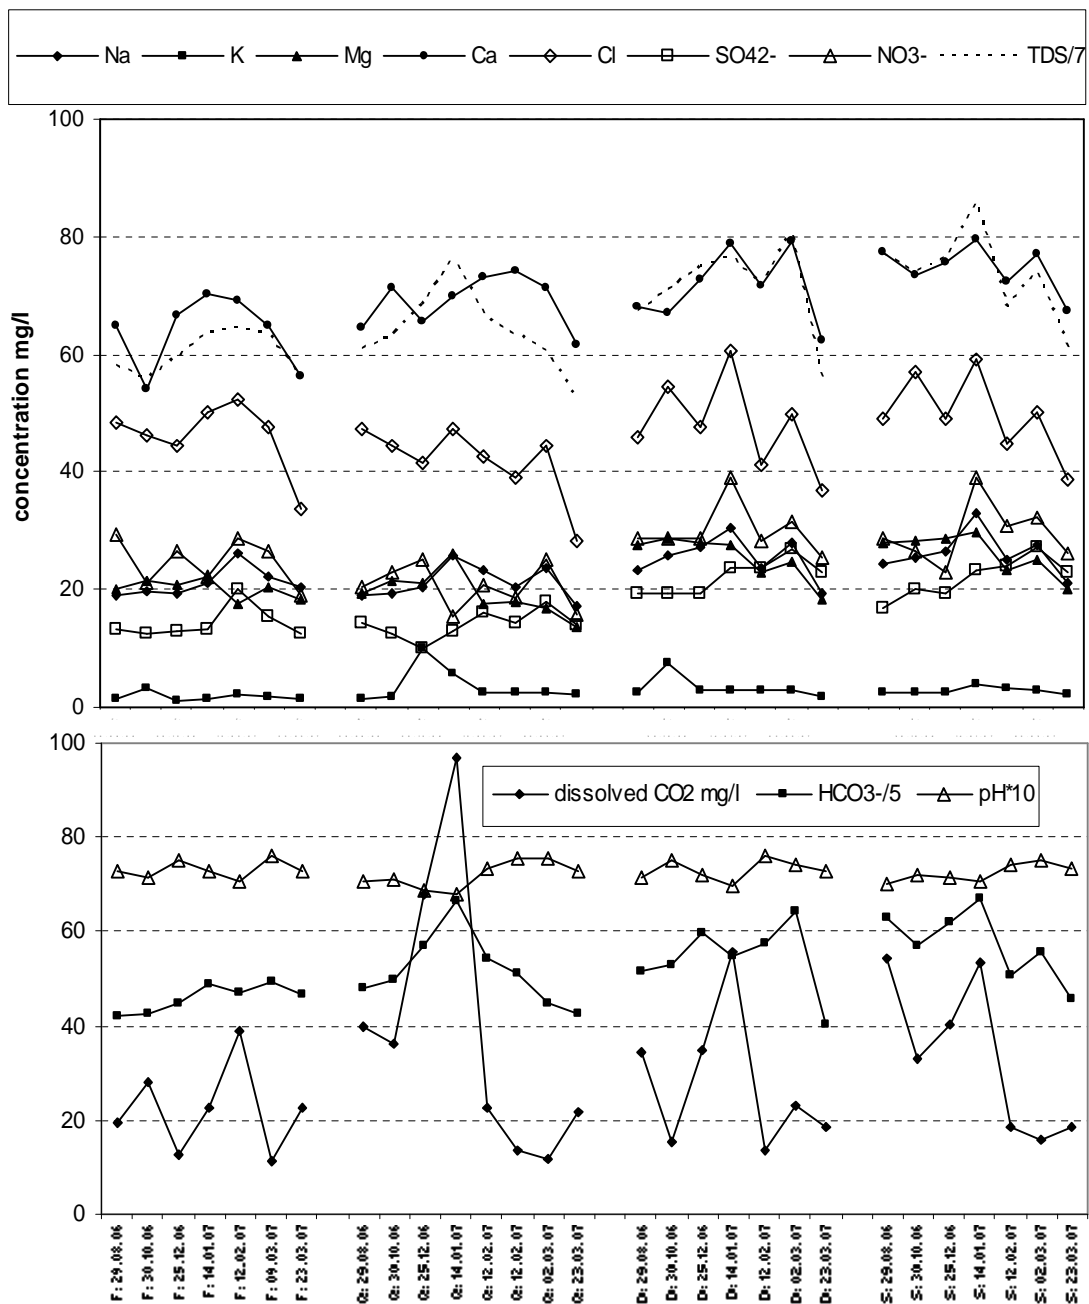 Na K Mg Ca Cl SO42- NO3- TDS/7
100
80
60
40
20
0
concentration mg/l
100
80
60
40
20
0
dissolved CO2 mg/l HCO3-/5 pH*10
F: 29.08.06
F: 30.10.06
F: 25.12.06
F: 14.01.07
F: 12.02.07
F: 09.03.07
F: 23.03.07
Q: 29.08.06
Q: 30.10.06
Q: 25.12.06
Q: 14.01.07
Q: 12.02.07
Q: 12.02.07
Q: 02.03.07
Q: 23.03.07
D: 29.08.06
D: 30.10.06
D: 25.12.06
D: 14.01.07
D: 12.02.07
D: 02.03.07
D: 23.03.07
S: 29.08.06
S: 30.10.06
S: 25.12.06
S: 14.01.07
S: 12.02.07
S: 02.03.07
S: 23.03.07